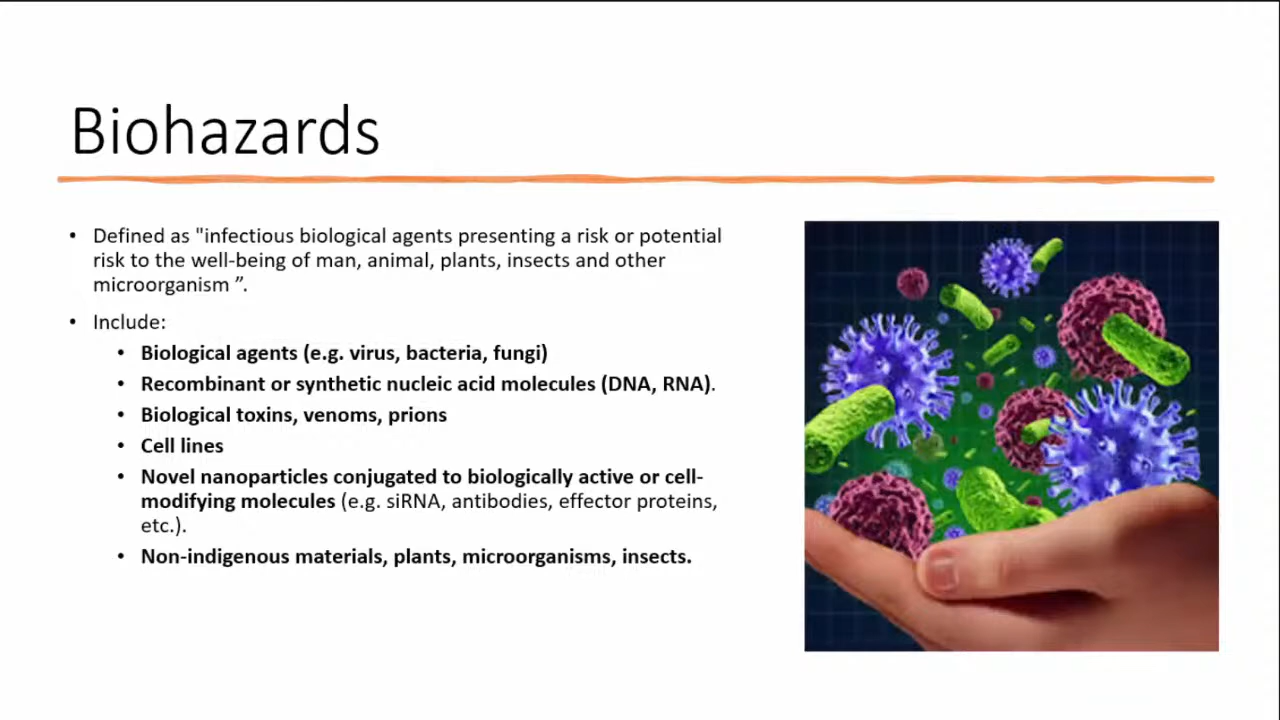 Biohazards
• Defined as "infectious biological agents presenting a risk or potential
risk to the well-being of man, animal, plants, insects and other
microorganism ”.
• Include:
• Biological agents (e.g. virus, bacteria, fungi)
• Recombinant or synthetic nucleic acid molecules (DNA, RNA).
• Biological toxins, venoms, prions
• Cell lines
• Novel nanoparticles conjugated to biologically active or cell-
modifying molecules (e.g. siRNA, antibodies, effector proteins,
etc.).
• Non-indigenous materials, plants, microorganisms, insects.